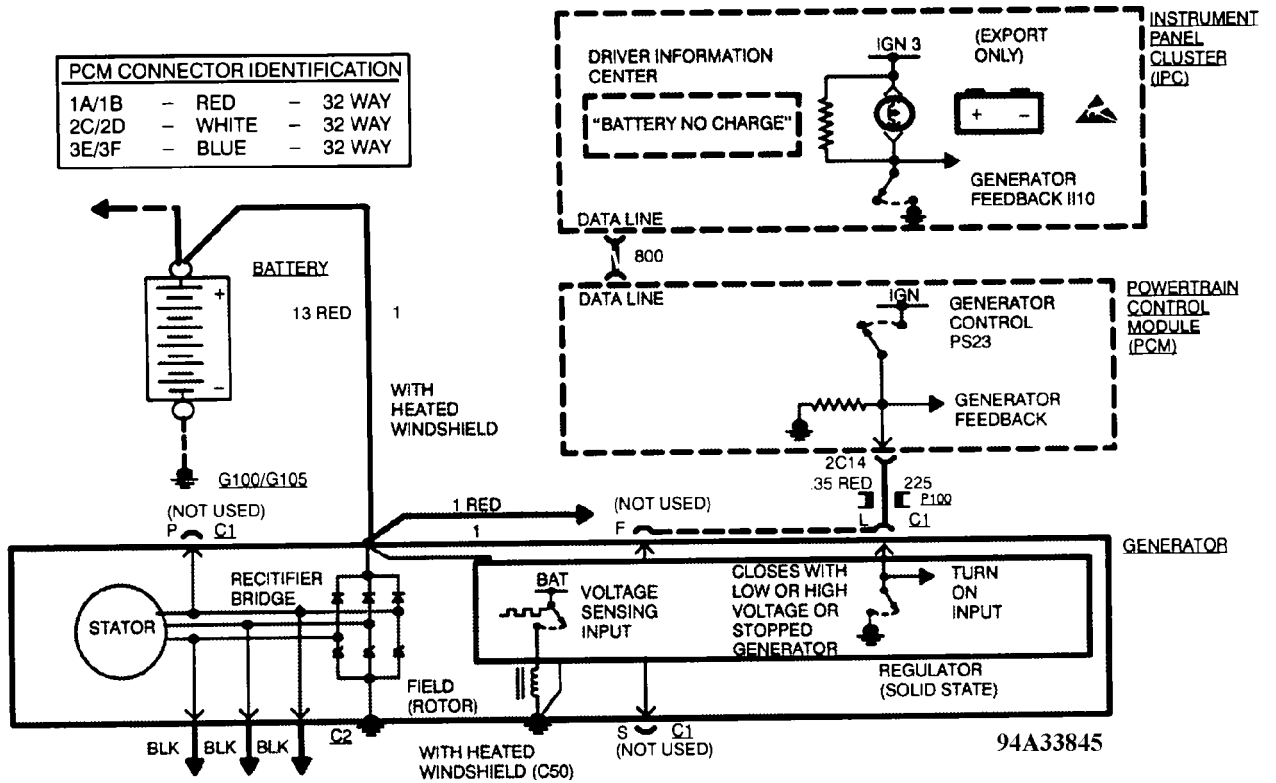 PCM CONNECTOR IDENTIFICATION
1A/1B – RED – 32 WAY
2C/2D – WHITE – 32 WAY
3E/3F – BLUE – 32 WAY
INSTRUMENT
PANEL
CLUSTER
(IPC)
DRIVER INFORMATION
CENTER
"BATTERY NO CHARGE"
IGN 3
(EXPORT
ONLY)
+ −
GENERATOR
FEEDBACK II10
DATA LINE
800
DATA LINE
POWERTRAIN
CONTROL
MODULE
(PCM)
IGN
GENERATOR
CONTROL
PS23
GENERATOR
FEEDBACK
2C14
.35 RED
225
P100
L
C1
BATTERY
+
−
13 RED 1
WITH
HEATED
WINDSHIELD
G100/G105
(NOT USED)
P C1
1 RED
1
(NOT USED)
F
GENERATOR
STATOR
RECITIFIER
BRIDGE
FIELD
(ROTOR)
BAT
VOLTAGE
SENSING
INPUT
CLOSES WITH
LOW OR HIGH
VOLTAGE OR
STOPPED
GENERATOR
TURN
ON
INPUT
REGULATOR
(SOLID STATE)
BLK BLK BLK
C2
WITH HEATED
WINDSHIELD (C50)
S C1
(NOT USED)
94A33845